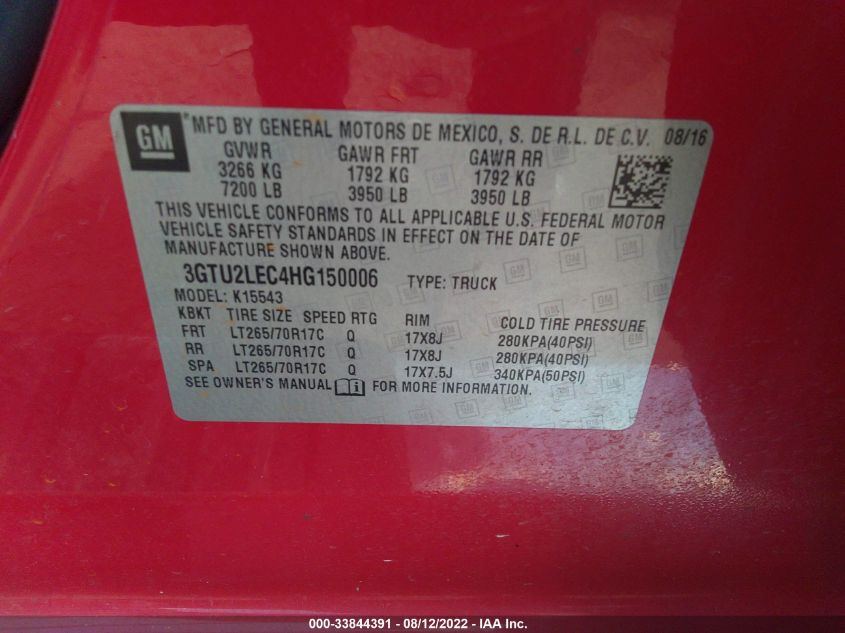 GM * MFD BY GENERAL MOTORS DE MEXICO, S. DE R.L. DE C.V. 08/16
GVWR GAWR FRT GAWR RR
3266 KG 1792 KG 1792 KG
7200 LB 3950 LB 3950 LB
THIS VEHICLE CONFORMS TO ALL APPLICABLE U.S. FEDERAL MOTOR
VEHICLE SAFETY STANDARDS IN EFFECT ON THE DATE OF
MANUFACTURE SHOWN ABOVE.
3GTU2LEC4HG150006 TYPE: TRUCK
MODEL: K15543
KBKT TIRE SIZE SPEED RTG RIM COLD TIRE PRESSURE
FRT LT265/70R17C Q 17X8J 280KPA(40PSI)
RR LT265/70R17C Q 17X8J 280KPA(40PSI)
SPA LT265/70R17C Q 17X7.5J 340KPA(50PSI)
SEE OWNER'S MANUAL FOR MORE INFORMATION.
000-33844391 - 08/12/2022 - IAA Inc.